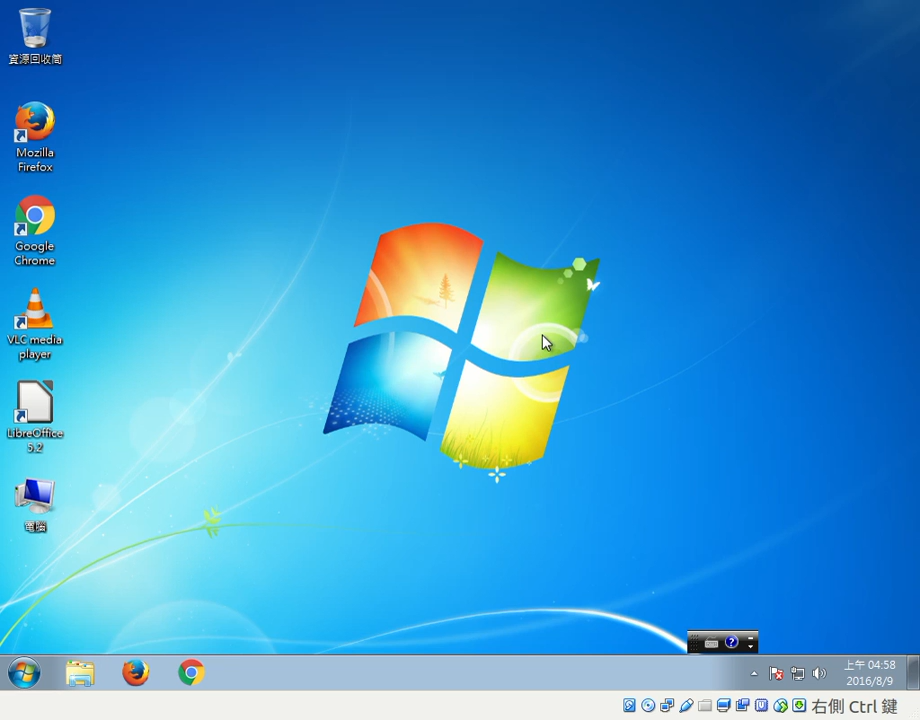 資源回收筒
Mozilla
Firefox
Google
Chrome
VLC media
player
LibreOffice
5.2
電腦
?
上午 04:58
2016/8/9
右側 Ctrl 鍵